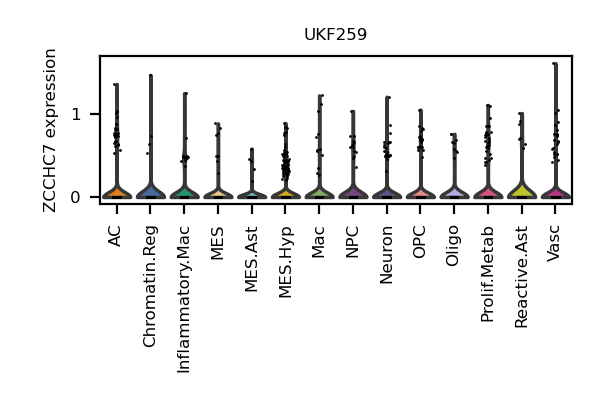 UKF259
ZCCHC7 expression
1
0
AC
Chromatin.Reg
Inflammatory.Mac
MES
MES.Ast
MES.Hyp
Mac
NPC
Neuron
OPC
Oligo
Prolif.Metab
Reactive.Ast
Vasc